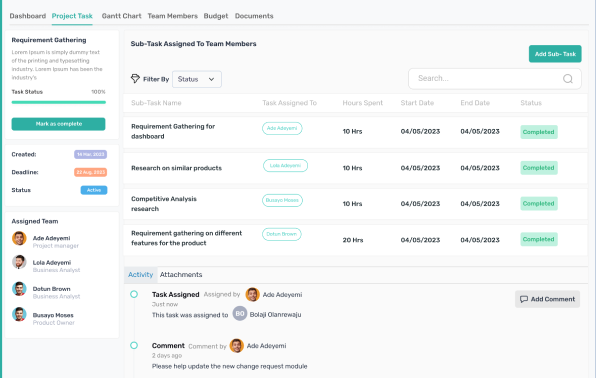 Dashboard Project Task Gantt Chart Team Members Budget Documents
Requirement Gathering
Lorem Ipsum is simply dummy text
of the printing and typesetting
industry. Lorem Ipsum has been the
industry's
Task Status 100%
Mark as complete
Created: 14 Mar, 2023
Deadline: 23 Aug, 2023
Status Active
Assigned Team
Ade Adeyemi
Project manager
Lola Adeyemi
Business Analyst
Dotun Brown
Business Analyst
Busayo Moses
Product Owner
Sub-Task Assigned To Team Members
Add Sub- Task
Filter By Status
Search...
Sub-Task Name Task Assigned To Hours Spent Start Date End Date Status
Requirement Gathering for
dashboard
Ade Adeyemi 10 Hrs 04/05/2023 04/05/2023 Completed
Research on similar products Lola Adeyemi 10 Hrs 04/05/2023 04/05/2023 Completed
Competitive Analysis
research
Busayo Moses 10 Hrs 04/05/2023 04/05/2023 Completed
Requirement gathering on different
features for the product
Dotun Brown 20 Hrs 04/05/2023 04/05/2023 Completed
Activity Attachments
Task Assigned Assigned by Ade Adeyemi
Just now
This task was assigned to BO Bolaji Olanrewaju
Add Comment
Comment Comment by Ade Adeyemi
2 days ago
Please help update the new change request module